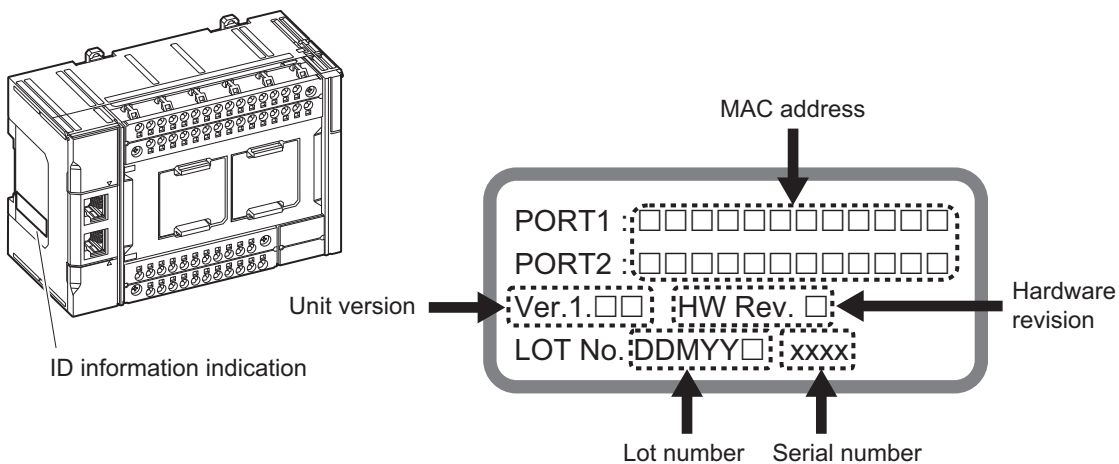 MAC address
PORT1 : □□□□□□□□□□□□
PORT2 : □□□□□□□□□□□□
Unit version
Ver.1.□□ HW Rev. □
Hardware
revision
LOT No. DDMYY□ xxxx
ID information indication
Lot number Serial number